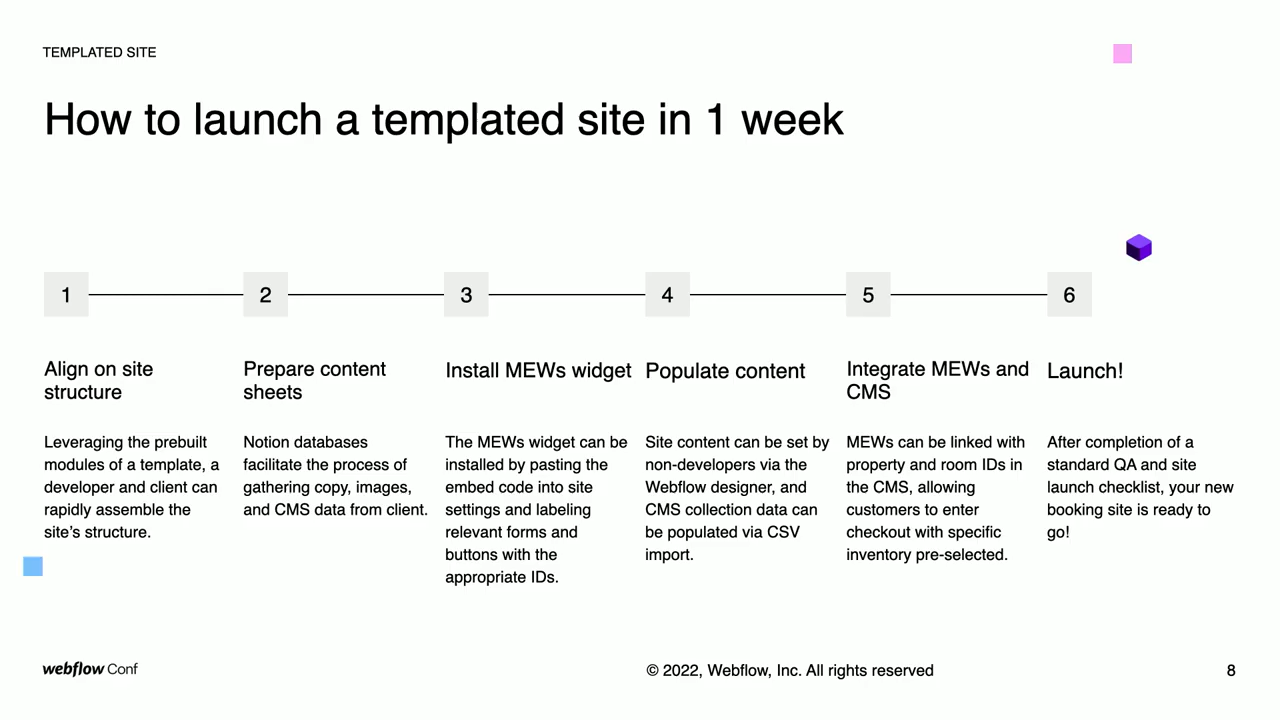 TEMPLATED SITE
How to launch a templated site in 1 week
1
2
3
4
5
6
Align on site
structure
Leveraging the prebuilt
modules of a template, a
developer and client can
rapidly assemble the
site’s structure.
Prepare content
sheets
Notion databases
facilitate the process of
gathering copy, images,
and CMS data from client.
Install MEWs widget
The MEWs widget can be
installed by pasting the
embed code into site
settings and labeling
relevant forms and
buttons with the
appropriate IDs.
Populate content
Site content can be set by
non-developers via the
Webflow designer, and
CMS collection data can
be populated via CSV
import.
Integrate MEWs and
CMS
MEWs can be linked with
property and room IDs in
the CMS, allowing
customers to enter
checkout with specific
inventory pre-selected.
Launch!
After completion of a
standard QA and site
launch checklist, your new
booking site is ready to
go!
webflow Conf
© 2022, Webflow, Inc. All rights reserved
8